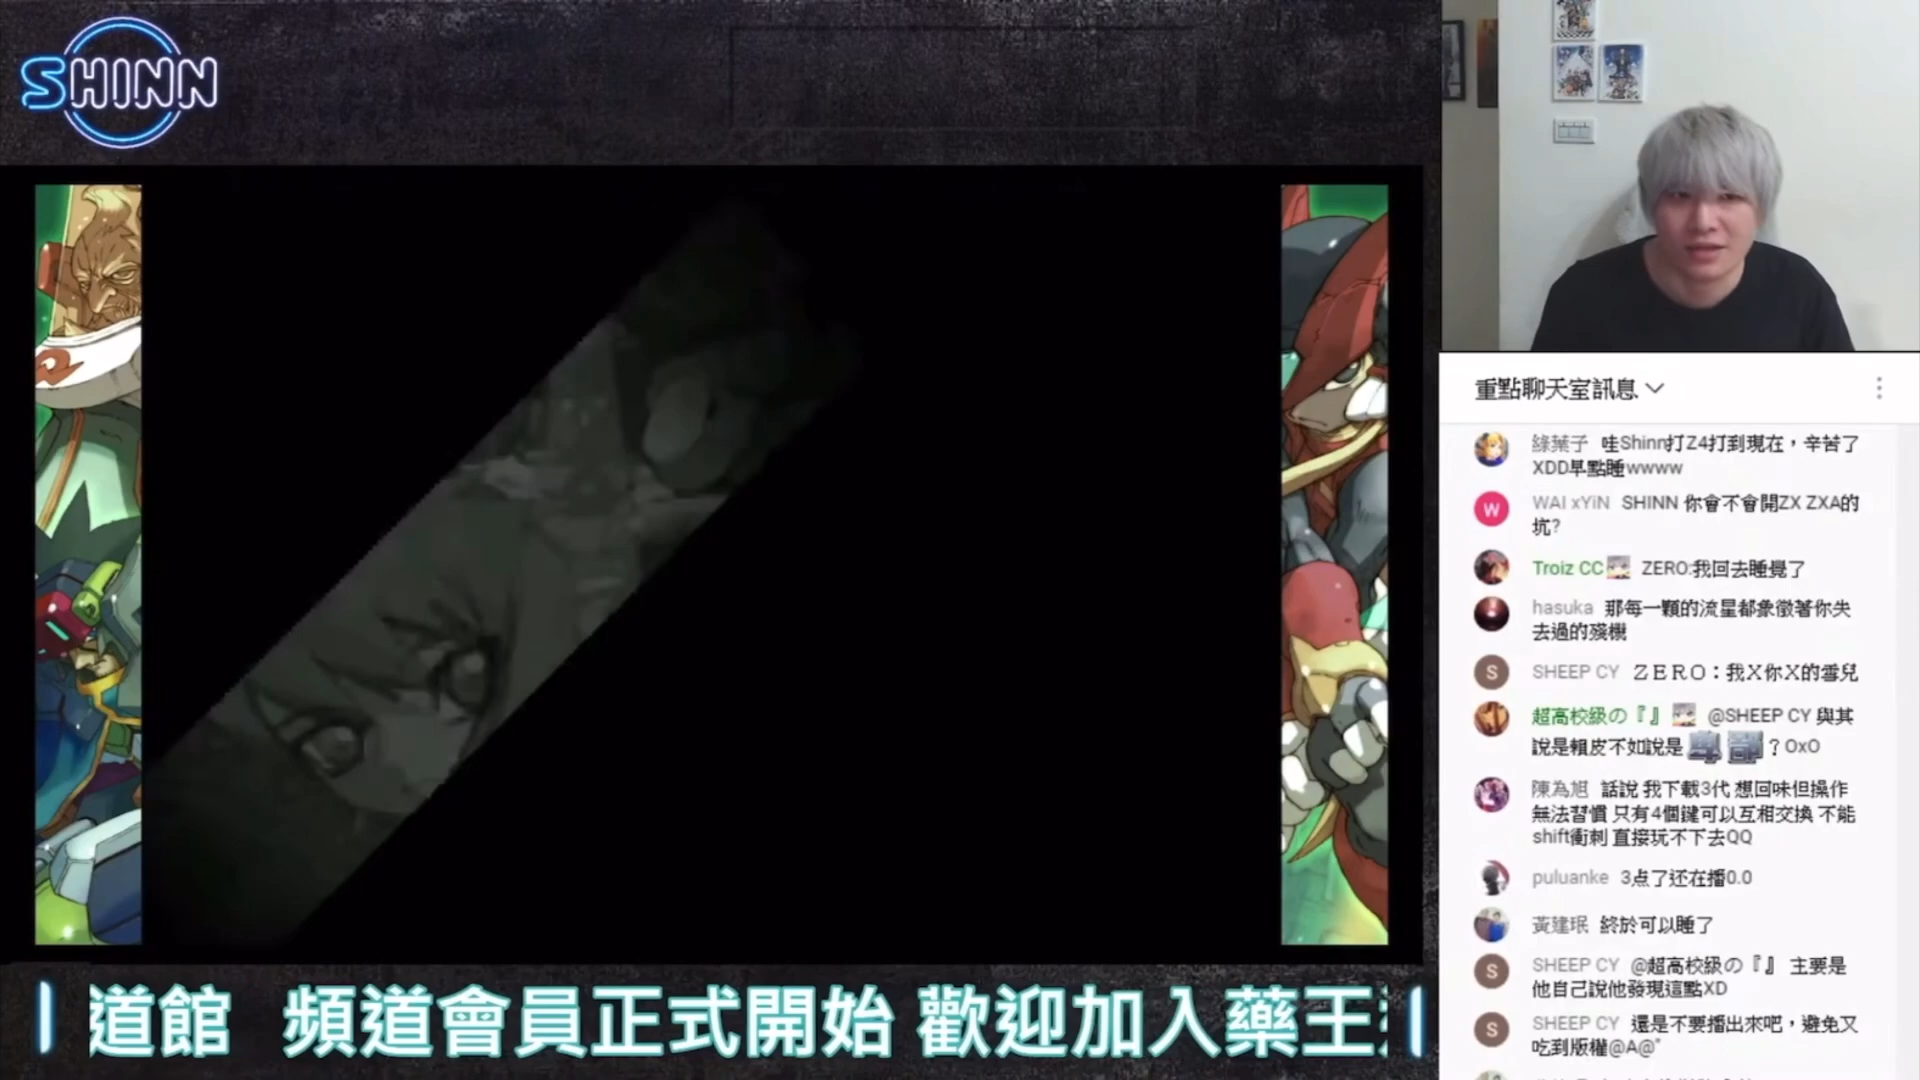 SHINN
重點聊天室訊息
綠葉子 哇Shinn打Z4打到現在，辛苦了
XDD早點睡wwww
W
WAI xYiN SHINN 你會不會開ZX ZXA的
坑?
Troiz CC ZERO:我回去睡覺了
hasuka 那每一顆的流星都象徵著你失
去過的殘機
S
SHEEP CY ＺＥＲＯ：我Ｘ你Ｘ的雪兒
超高校級の『』 @SHEEP CY 與其
說是賴皮不如說是 ? OxO
陳為旭 話說 我下載3代 想回味但操作
無法習慣 只有4個鍵可以互相交換 不能
shift衝刺 直接玩不下去QQ
puluanke 3点了还在播0.0
黃建珉 終於可以睡了
S
SHEEP CY @超高校級の『』 主要是
他自己說他發現這點XD
S
SHEEP CY 還是不要播出來吧，避免又
吃到版權@A@"
道館 頻道會員正式開始 歡迎加入藥王